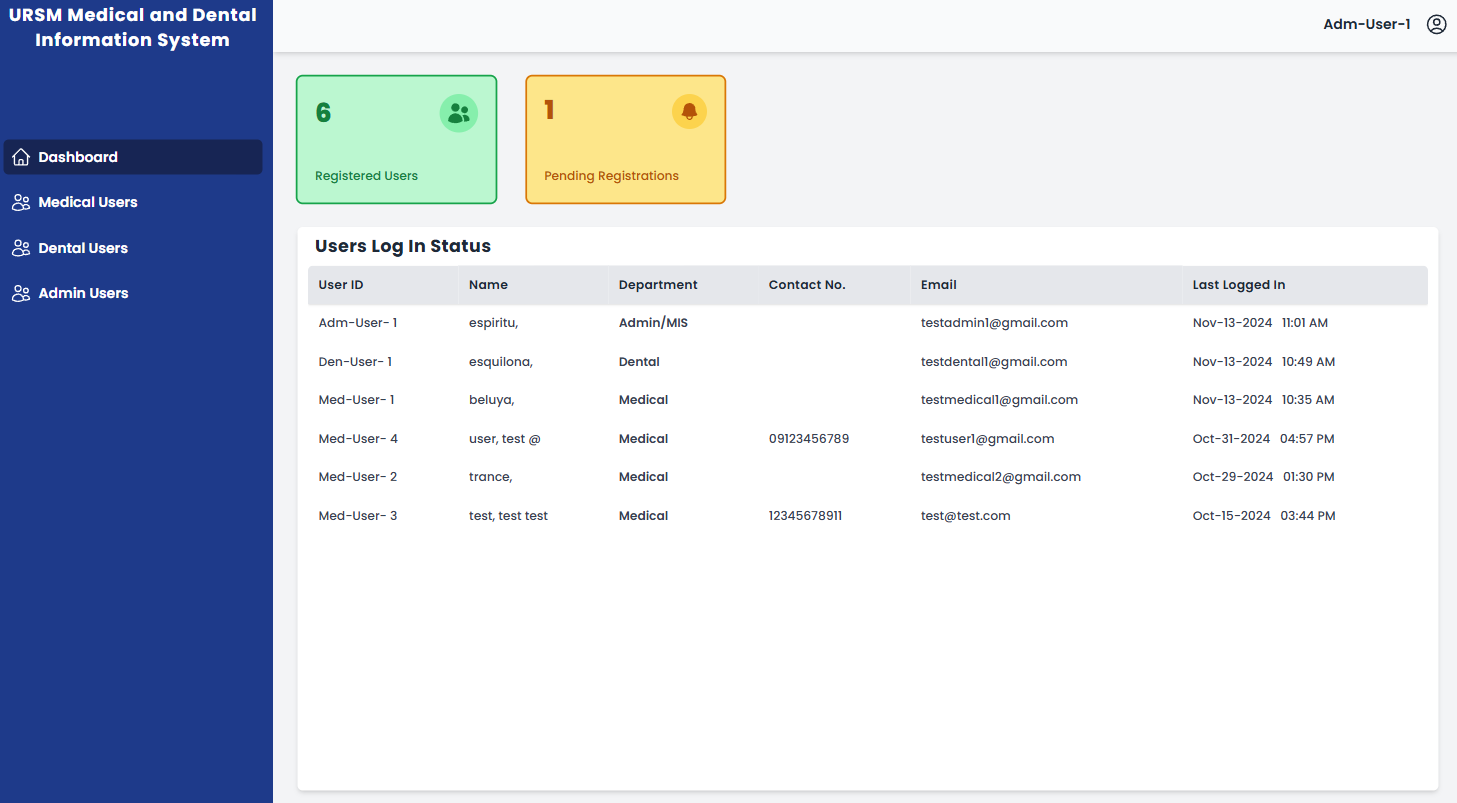 URSM Medical and Dental
Information System
Adm-User-1
Dashboard
Medical Users
Dental Users
Admin Users
6
Registered Users
1
Pending Registrations
Users Log In Status
User ID Name Department Contact No. Email Last Logged In
Adm-User- 1 espiritu, Admin/MIS testadmin1@gmail.com Nov-13-2024 11:01 AM
Den-User- 1 esquilona, Dental testdental1@gmail.com Nov-13-2024 10:49 AM
Med-User- 1 beluya, Medical testmedical1@gmail.com Nov-13-2024 10:35 AM
Med-User- 4 user, test @ Medical 09123456789 testuser1@gmail.com Oct-31-2024 04:57 PM
Med-User- 2 trance, Medical testmedical2@gmail.com Oct-29-2024 01:30 PM
Med-User- 3 test, test test Medical 12345678911 test@test.com Oct-15-2024 03:44 PM